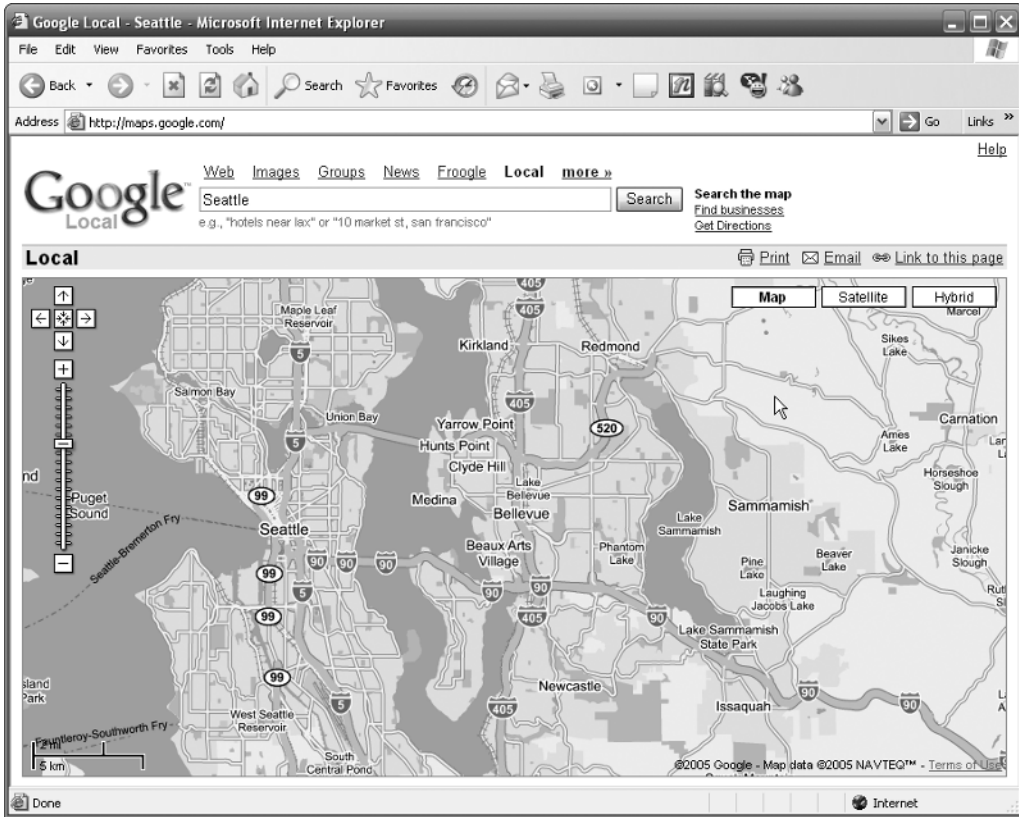 Google Local - Seattle - Microsoft Internet Explorer
File Edit View Favorites Tools Help
Back Search Favorites
Address http://maps.google.com/ Go Links »
Help
Google™ Local
Web Images Groups News Froogle Local more »
Seattle Search
e.g., "hotels near lax" or "10 market st, san francisco"
Search the map
Find businesses
Get Directions
Local Print Email Link to this page
Map Satellite Hybrid
Marcel
405
405
Maple Leaf
Reservoir
5
Kirkland
Redmond
Sikes
Lake
Salmon Bay
Union Bay
405
Yarrow Point
520
Carnation
5
Hunts Point
Ames
Lake
Clyde Hill
Horseshoe
Slough
Puget
Sound
99
Medina
Lake
Bellevue
Bellevue
Sammamish
Lake
Sammamish
Seattle-Bremerton Fry
Seattle
Beaux Arts
Village
Phantom
Lake
Pine
Lake
Beaver
Lake
Janicke
Slough
90 90 90
99
5
90 90
Laughing
Jacobs Lake
99
405
90
Lake Sammamish
State Park
99
Newcastle
90
5
405
Issaquah
90
West Seattle
Reservoir
Park
Fauntleroy-Southworth Fry
2 mi
5 km
South
Central Pond
©2005 Google - Map data ©2005 NAVTEQ™ - Terms of Use
Done Internet